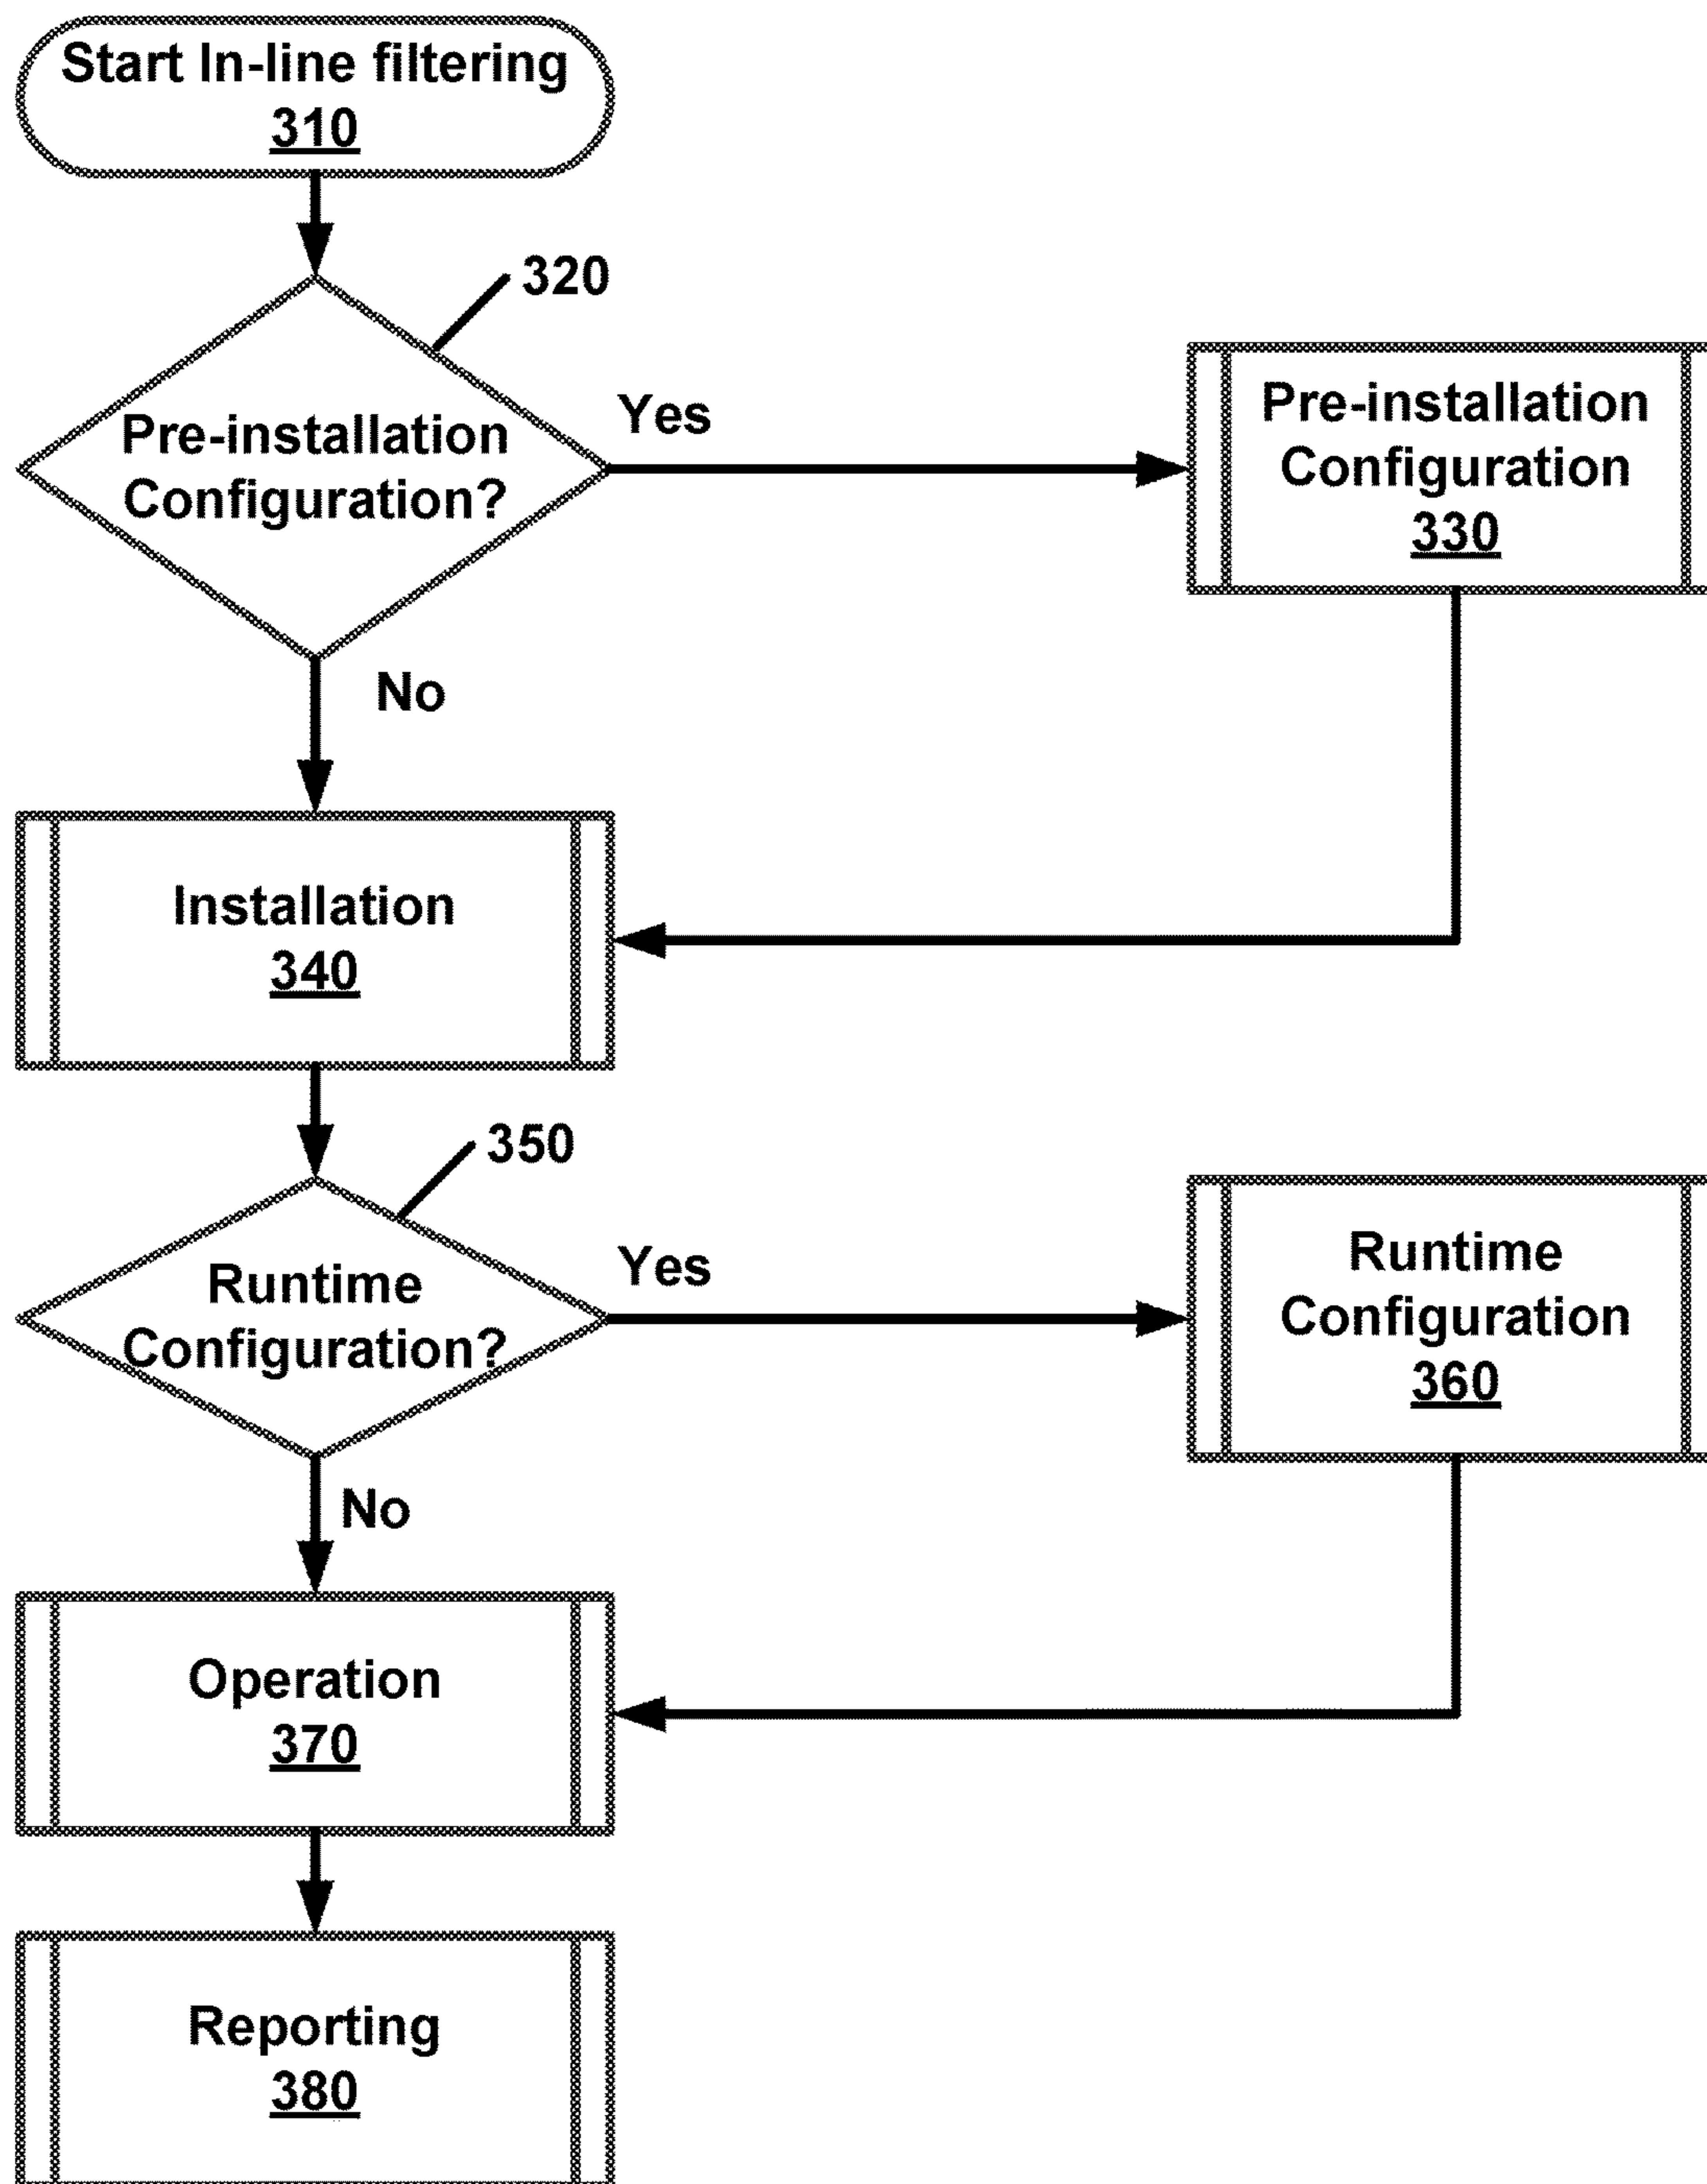 Start In-line filtering
310
320
Pre-installation
Configuration?
Yes
Pre-installation
Configuration
330
No
Installation
340
350
Runtime
Configuration?
Yes
Runtime
Configuration
360
No
Operation
370
Reporting
380